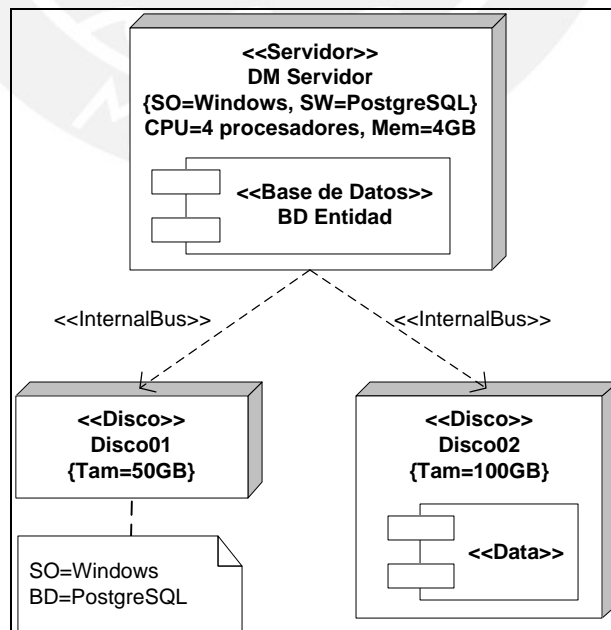 <<Servidor>>
DM Servidor
{SO=Windows, SW=PostgreSQL}
CPU=4 procesadores, Mem=4GB
<<Base de Datos>>
BD Entidad
<<InternalBus>>
<<InternalBus>>
<<Disco>>
Disco01
{Tam=50GB}
<<Disco>>
Disco02
{Tam=100GB}
<<Data>>
SO=Windows
BD=PostgreSQL